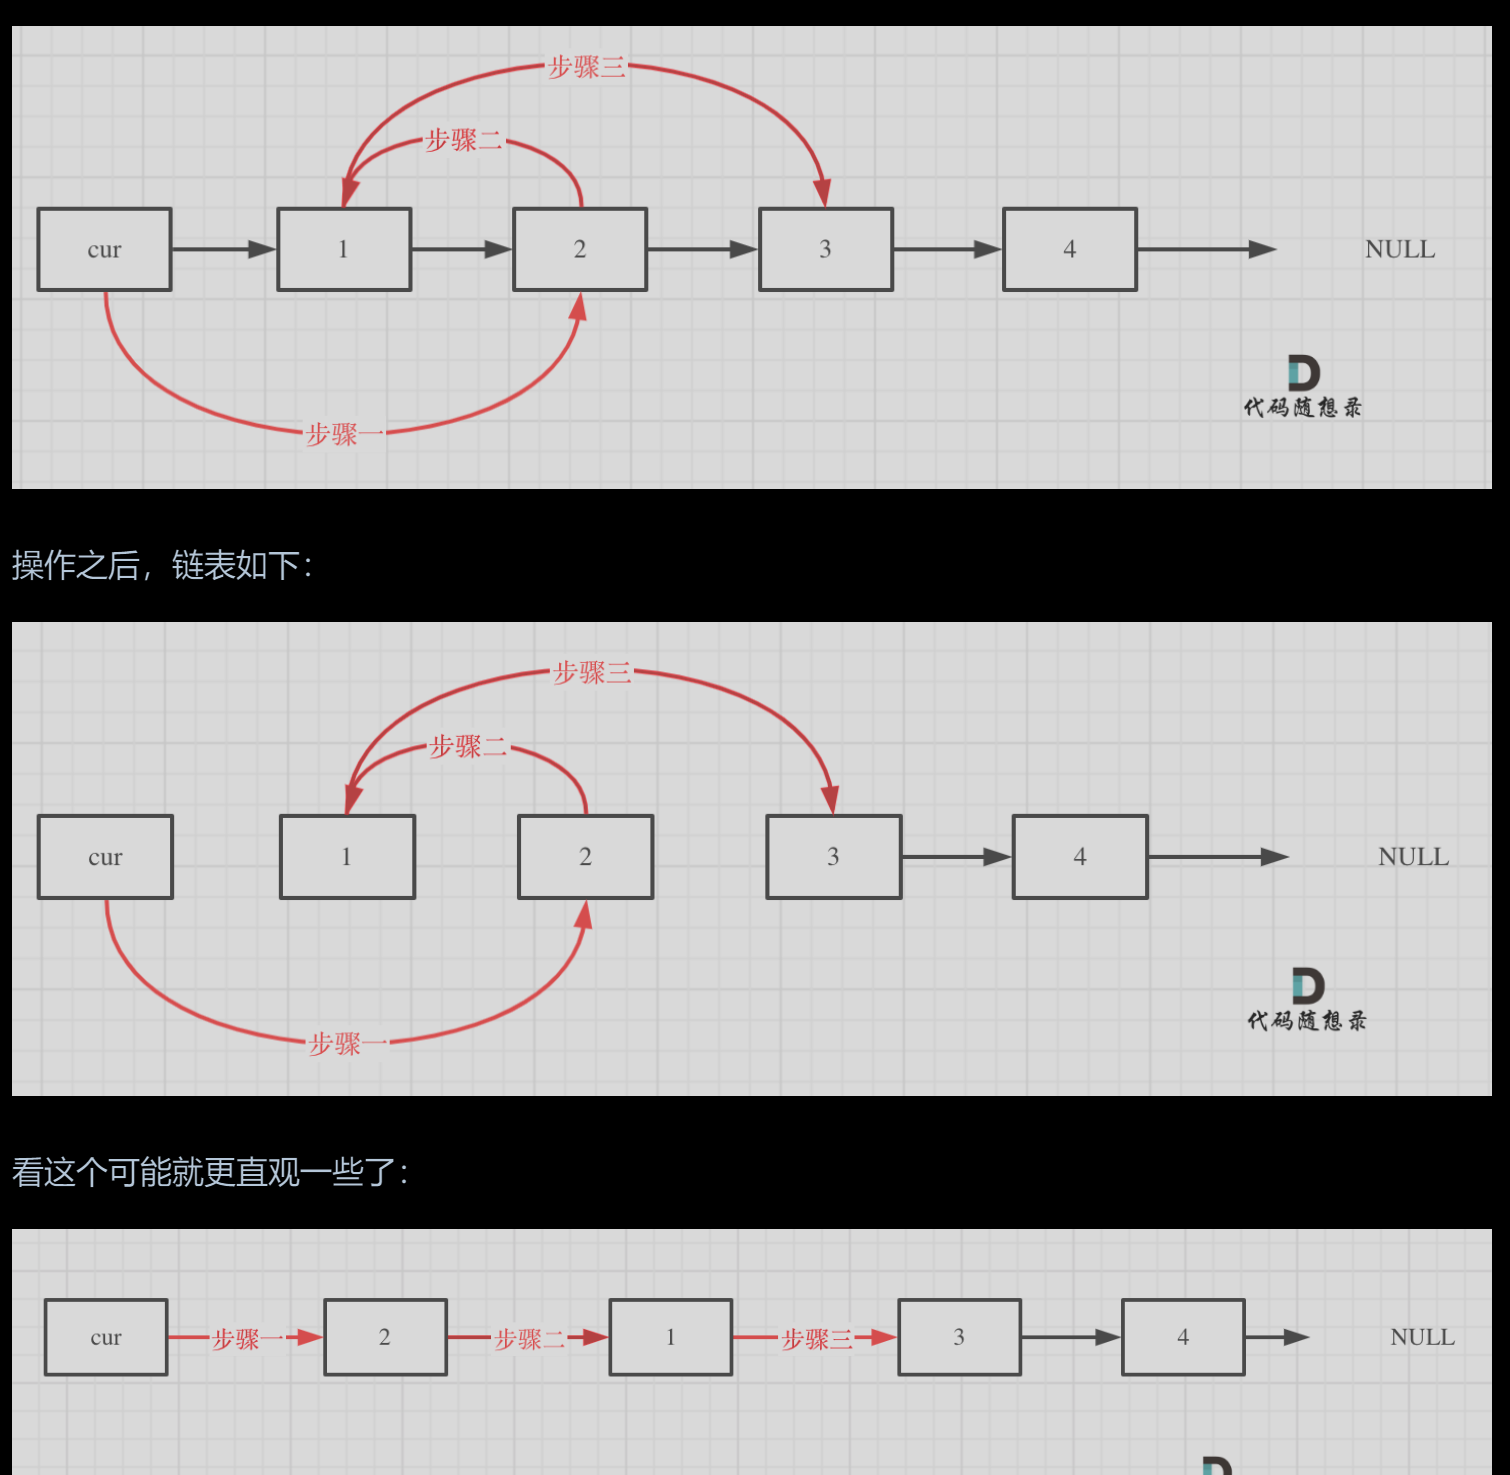 步骤三
步骤二
cur 1 2 3 4 NULL
代码随想录
步骤一
操作之后，链表如下：
步骤三
步骤二
cur 1 2 3 4 NULL
代码随想录
步骤一
看这个可能就更直观一些了：
cur 步骤一 2 步骤二 1 步骤三 3 4 NULL